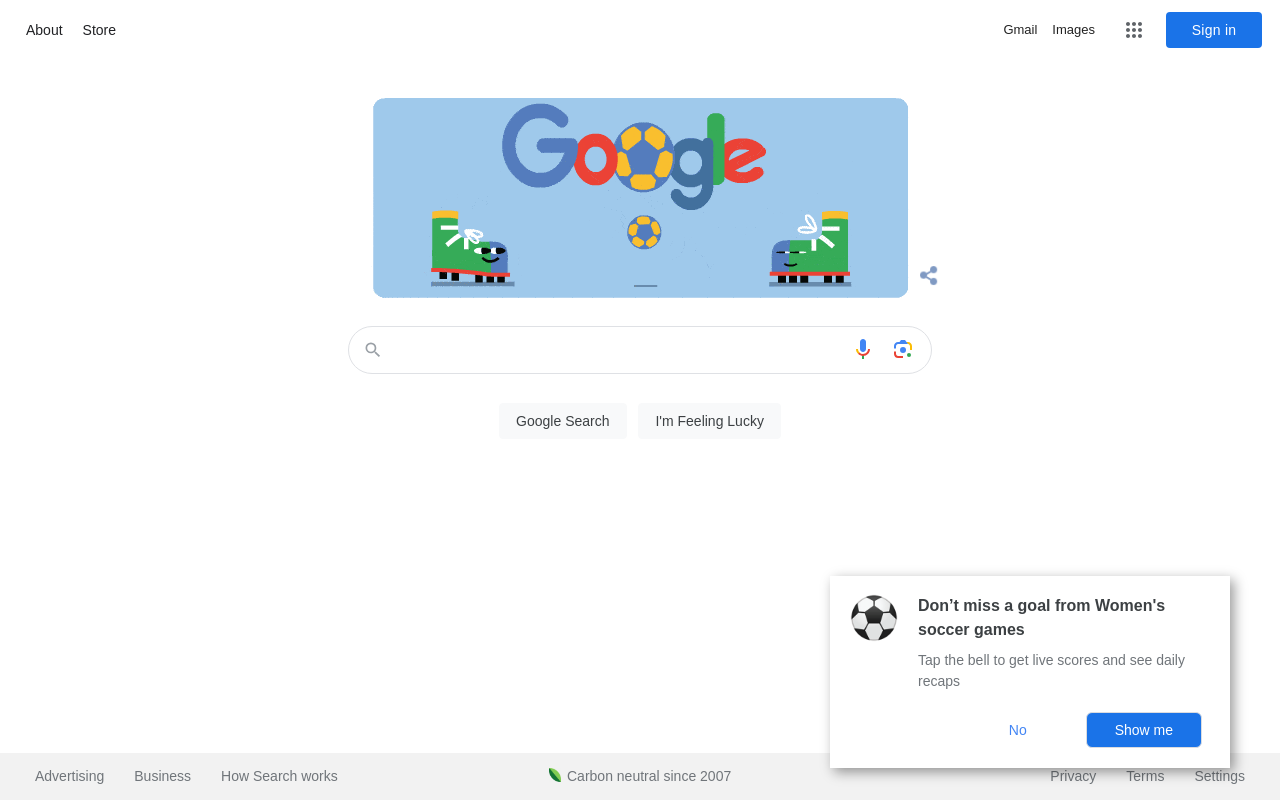 About Store Gmail Images Sign in
Google
Google Search I'm Feeling Lucky
Don’t miss a goal from Women's
soccer games
Tap the bell to get live scores and see daily
recaps
No Show me
Advertising Business How Search works Carbon neutral since 2007 Privacy Terms Settings